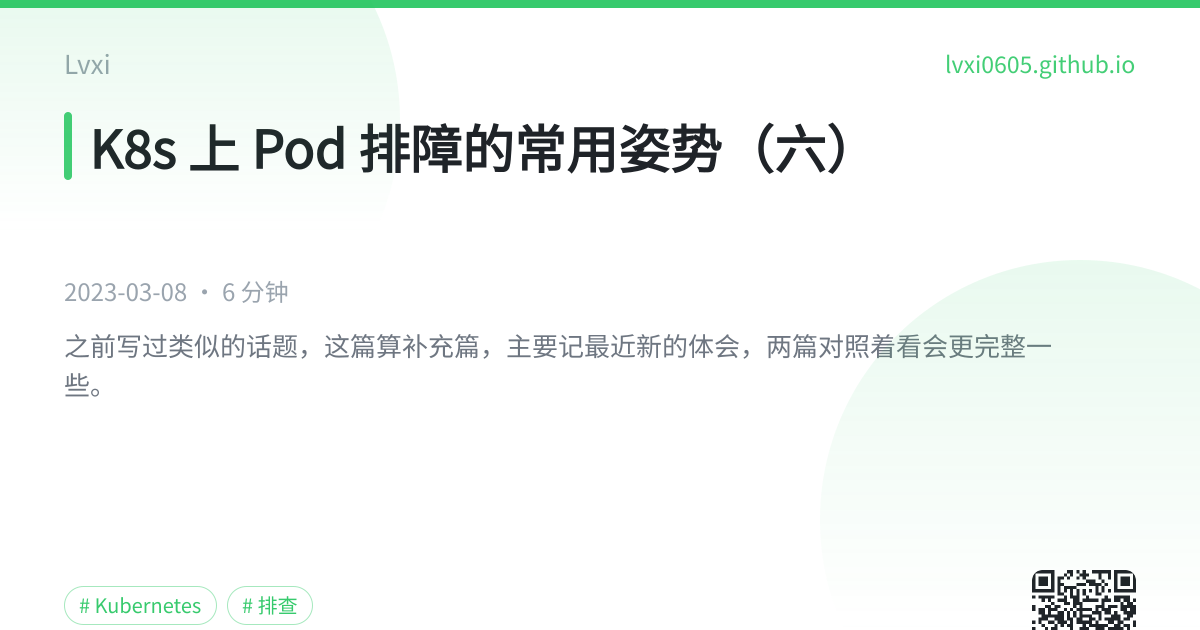 Lvxi
lvxi0605.github.io
K8s 上 Pod 排障的常用姿势（六）
2023-03-08 · 6 分钟
之前写过类似的话题，这篇算补充篇，主要记最近新的体会，两篇对照着看会更完整一
些。
# Kubernetes
# 排查